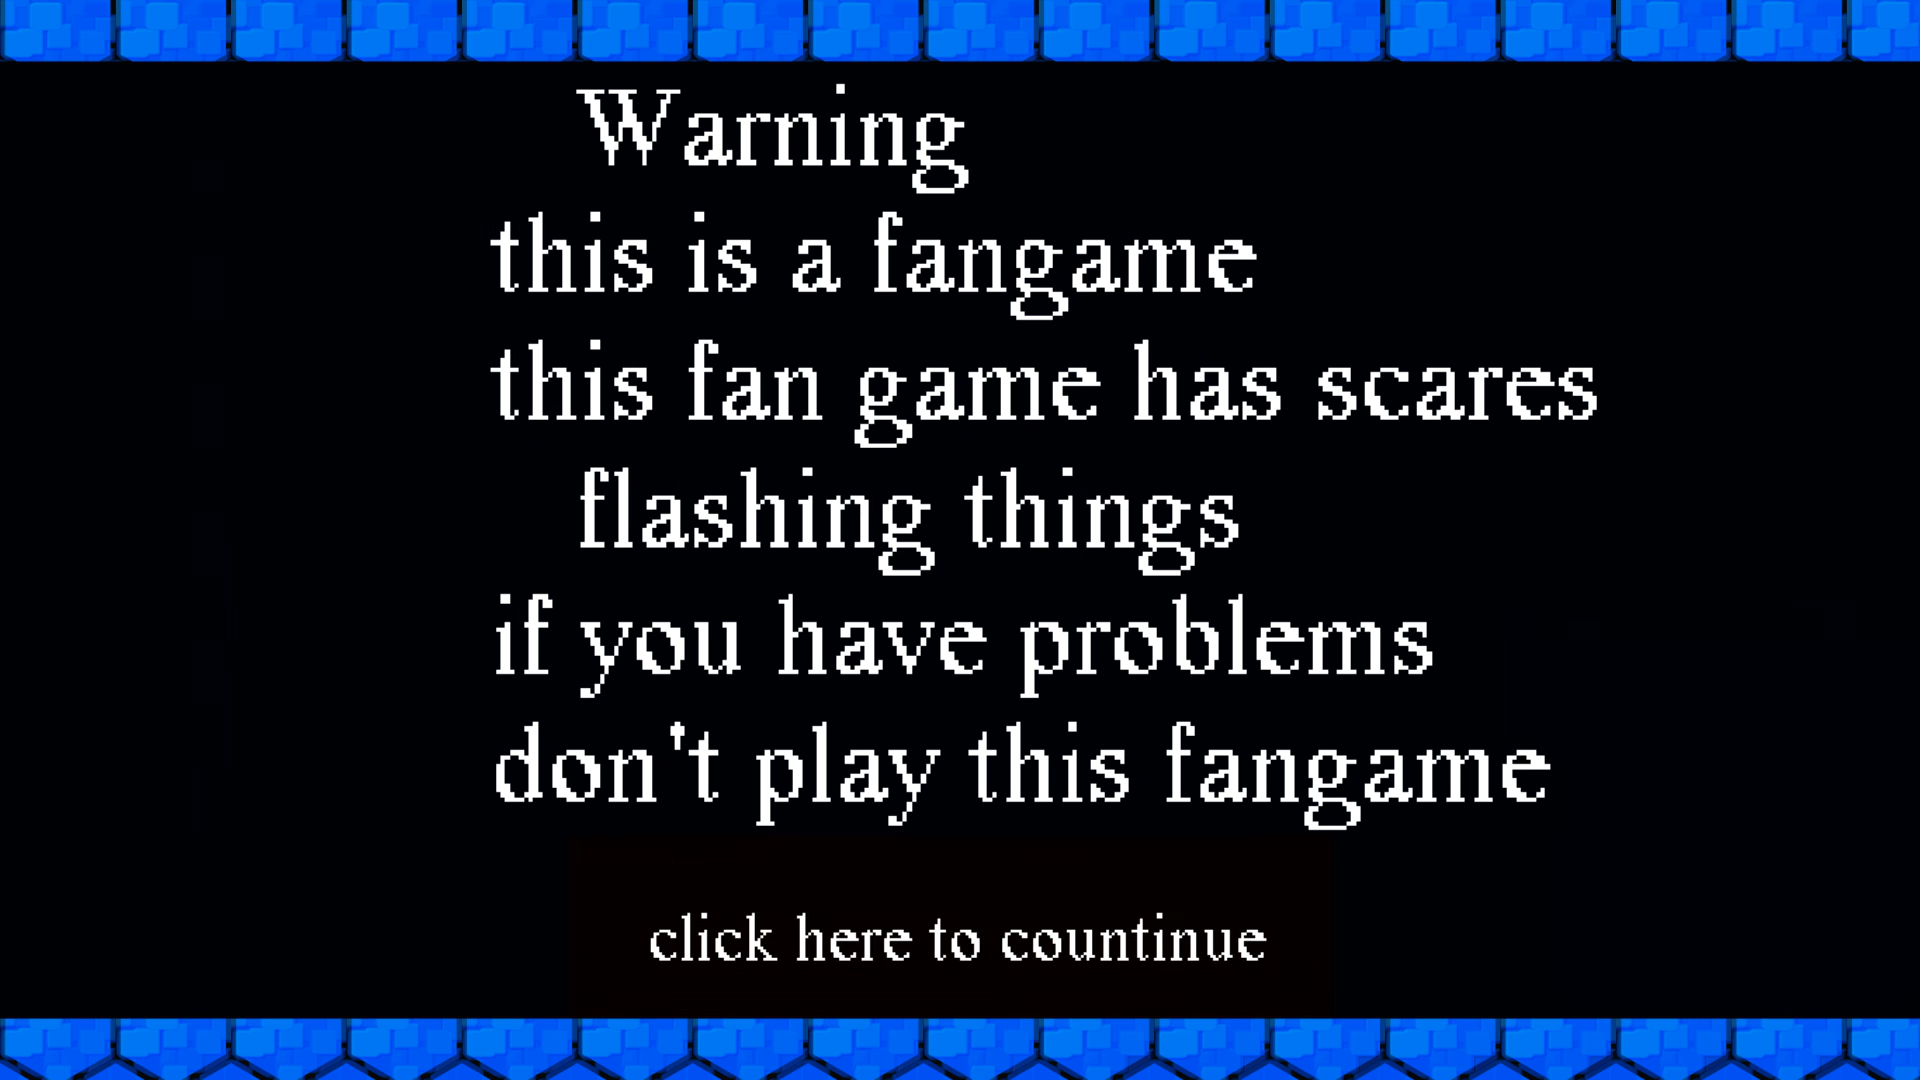 Warning
this is a fangame
this fan game has scares
flashing things
if you have problems
don't play this fangame
click here to countinue